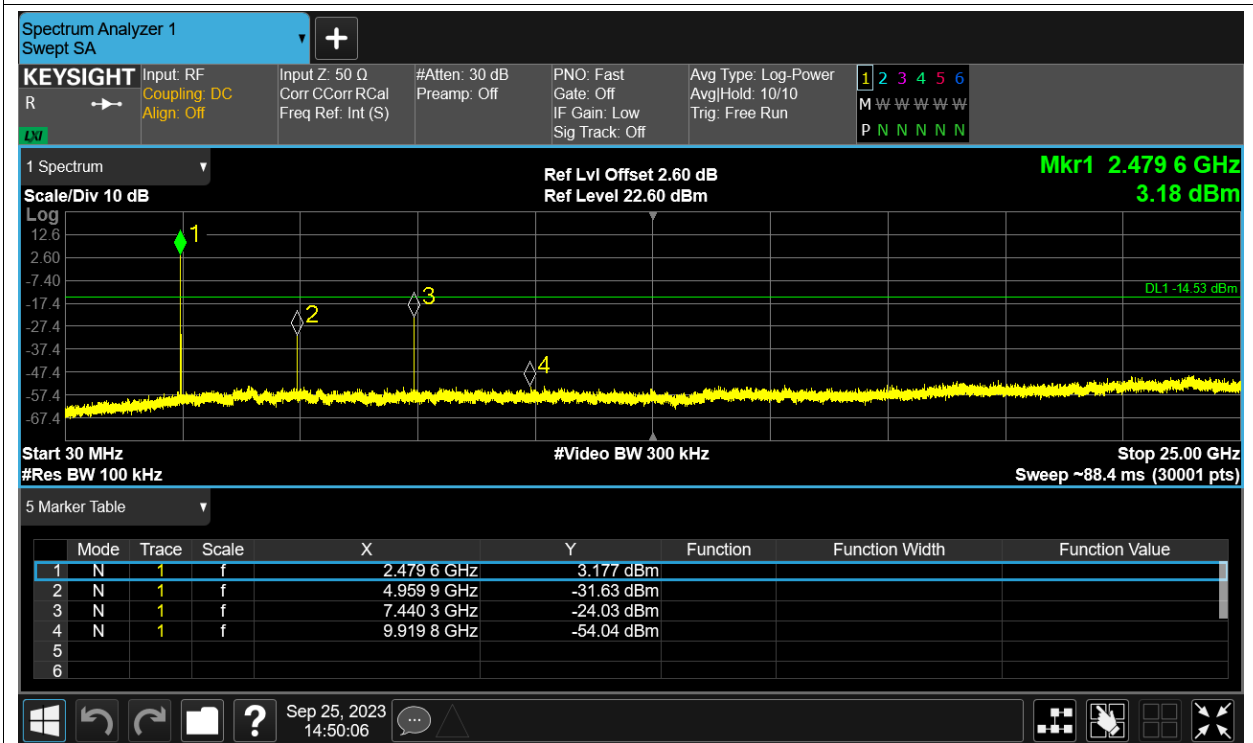 Spectrum Analyzer 1
Swept SA
+
KEYSIGHT Input: RF Input Z: 50 Ω #Atten: 30 dB PNO: Fast Avg Type: Log-Power 1 2 3 4 5 6
R Coupling: DC Corr CCorr RCal Preamp: Off Gate: Off Avg|Hold: 10/10 M W W W W W
Align: Off Freq Ref: Int (S) IF Gain: Low Trig: Free Run
LXI Sig Track: Off P N N N N N
1 Spectrum
Ref Lvl Offset 2.60 dB Mkr1 2.479 6 GHz
Scale/Div 10 dB Ref Level 22.60 dBm 3.18 dBm
Log
12.6 1
2.60
-7.40
DL1 -14.53 dBm
-17.4 3
-27.4 2
-37.4
-47.4 4
-57.4
-67.4
Start 30 MHz #Video BW 300 kHz Stop 25.00 GHz
#Res BW 100 kHz Sweep ~88.4 ms (30001 pts)
5 Marker Table
Mode Trace Scale X Y Function Function Width Function Value
1 N 1 f 2.479 6 GHz 3.177 dBm
2 N 1 f 4.959 9 GHz -31.63 dBm
3 N 1 f 7.440 3 GHz -24.03 dBm
4 N 1 f 9.919 8 GHz -54.04 dBm
5
6
? Sep 25, 2023
14:50:06